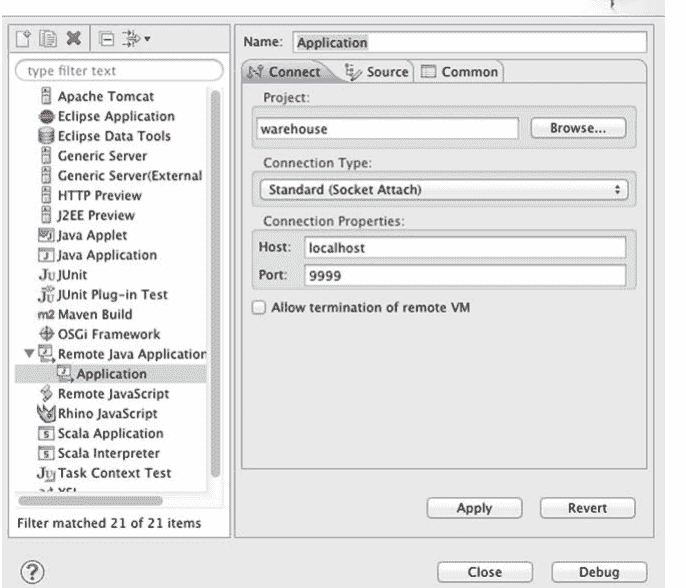 Name: Application
type filter text
Apache Tomcat
Eclipse Application
Eclipse Data Tools
Generic Server
Generic Server(External
HTTP Preview
J2EE Preview
Java Applet
Java Application
JUnit
JUnit Plug-in Test
Maven Build
OSGi Framework
Remote Java Application
Application
Remote JavaScript
Rhino JavaScript
Scala Application
Scala Interpreter
Task Context Test
Filter matched 21 of 21 items
Connect Source Common
Project:
warehouse Browse...
Connection Type:
Standard (Socket Attach)
Connection Properties:
Host: localhost
Port: 9999
Allow termination of remote VM
Apply Revert
Close Debug